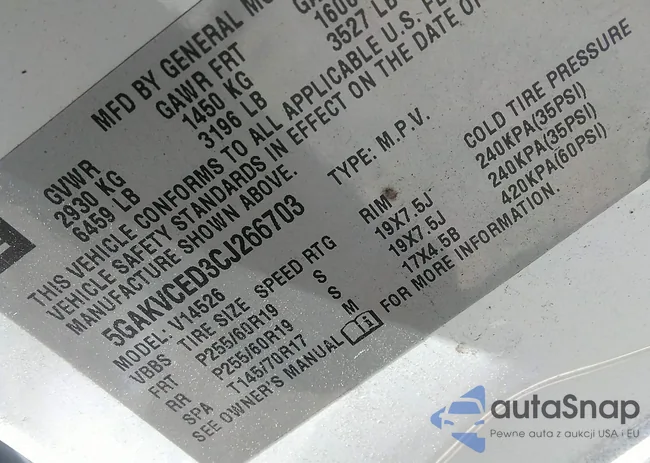 MFD BY GENERAL MO
GVWR GAWR FRT GA
2930 KG 1450 KG 1600
6459 LB 3196 LB 3527 LB
THIS VEHICLE CONFORMS TO ALL APPLICABLE U.S. FE
VEHICLE SAFETY STANDARDS IN EFFECT ON THE DATE OF
MANUFACTURE SHOWN ABOVE.
5GAKVCED3CJ266703 TYPE: M.P.V.
MODEL: V14526
VBBS TIRE SIZE SPEED RTG RIM COLD TIRE PRESSURE
FRT P255/60R19 S 19X7.5J 240KPA(35PSI)
RR P255/60R19 S 19X7.5J 240KPA(35PSI)
SPA T145/70R17 M 17X4.5B 420KPA(60PSI)
SEE OWNER'S MANUAL FOR MORE INFORMATION.
autaSnap
Pewne auta z aukcji USA i EU